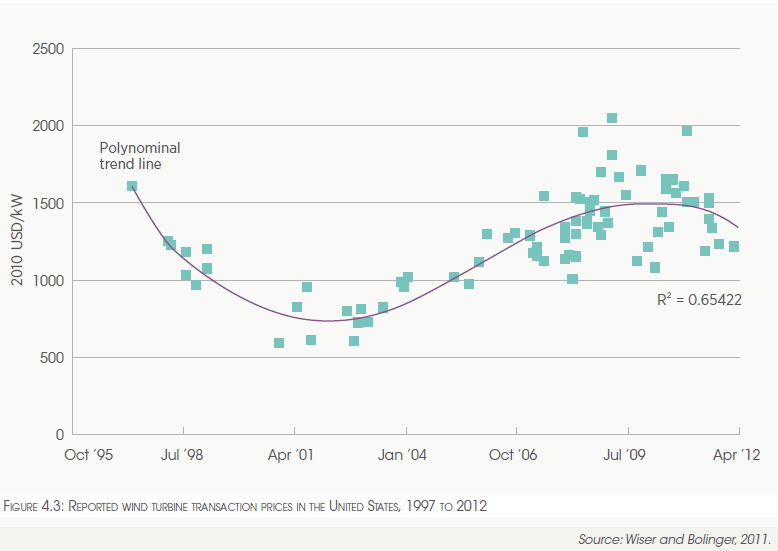 2500
2000
Polynominal
trend line
1500
2010 USD/kW
1000
R² = 0.65422
500
0
Oct '95 Jul '98 Apr '01 Jan '04 Oct '06 Jul '09 Apr '12
Figure 4.3: Reported wind turbine transaction prices in the United States, 1997 to 2012
Source: Wiser and Bolinger, 2011.